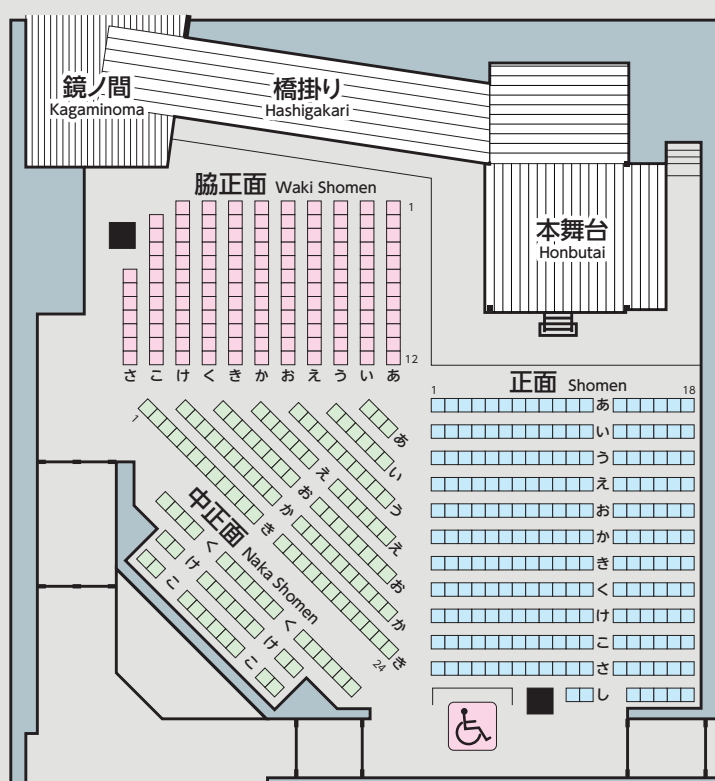 鏡ノ間
Kagaminoma
橋掛り
Hashigakari
脇正面 Waki Shomen
1
本舞台
Honbutai
12
さ こ け く き か お え う い あ
正面 Shomen
1
18
あ
い
う
え
お
か
き
く
け
こ
さ
し
中正面 Naka Shomen
1
あ
い
う
え
え
お
お
か
か
き
き
24
く
く
け
け
こ
こ